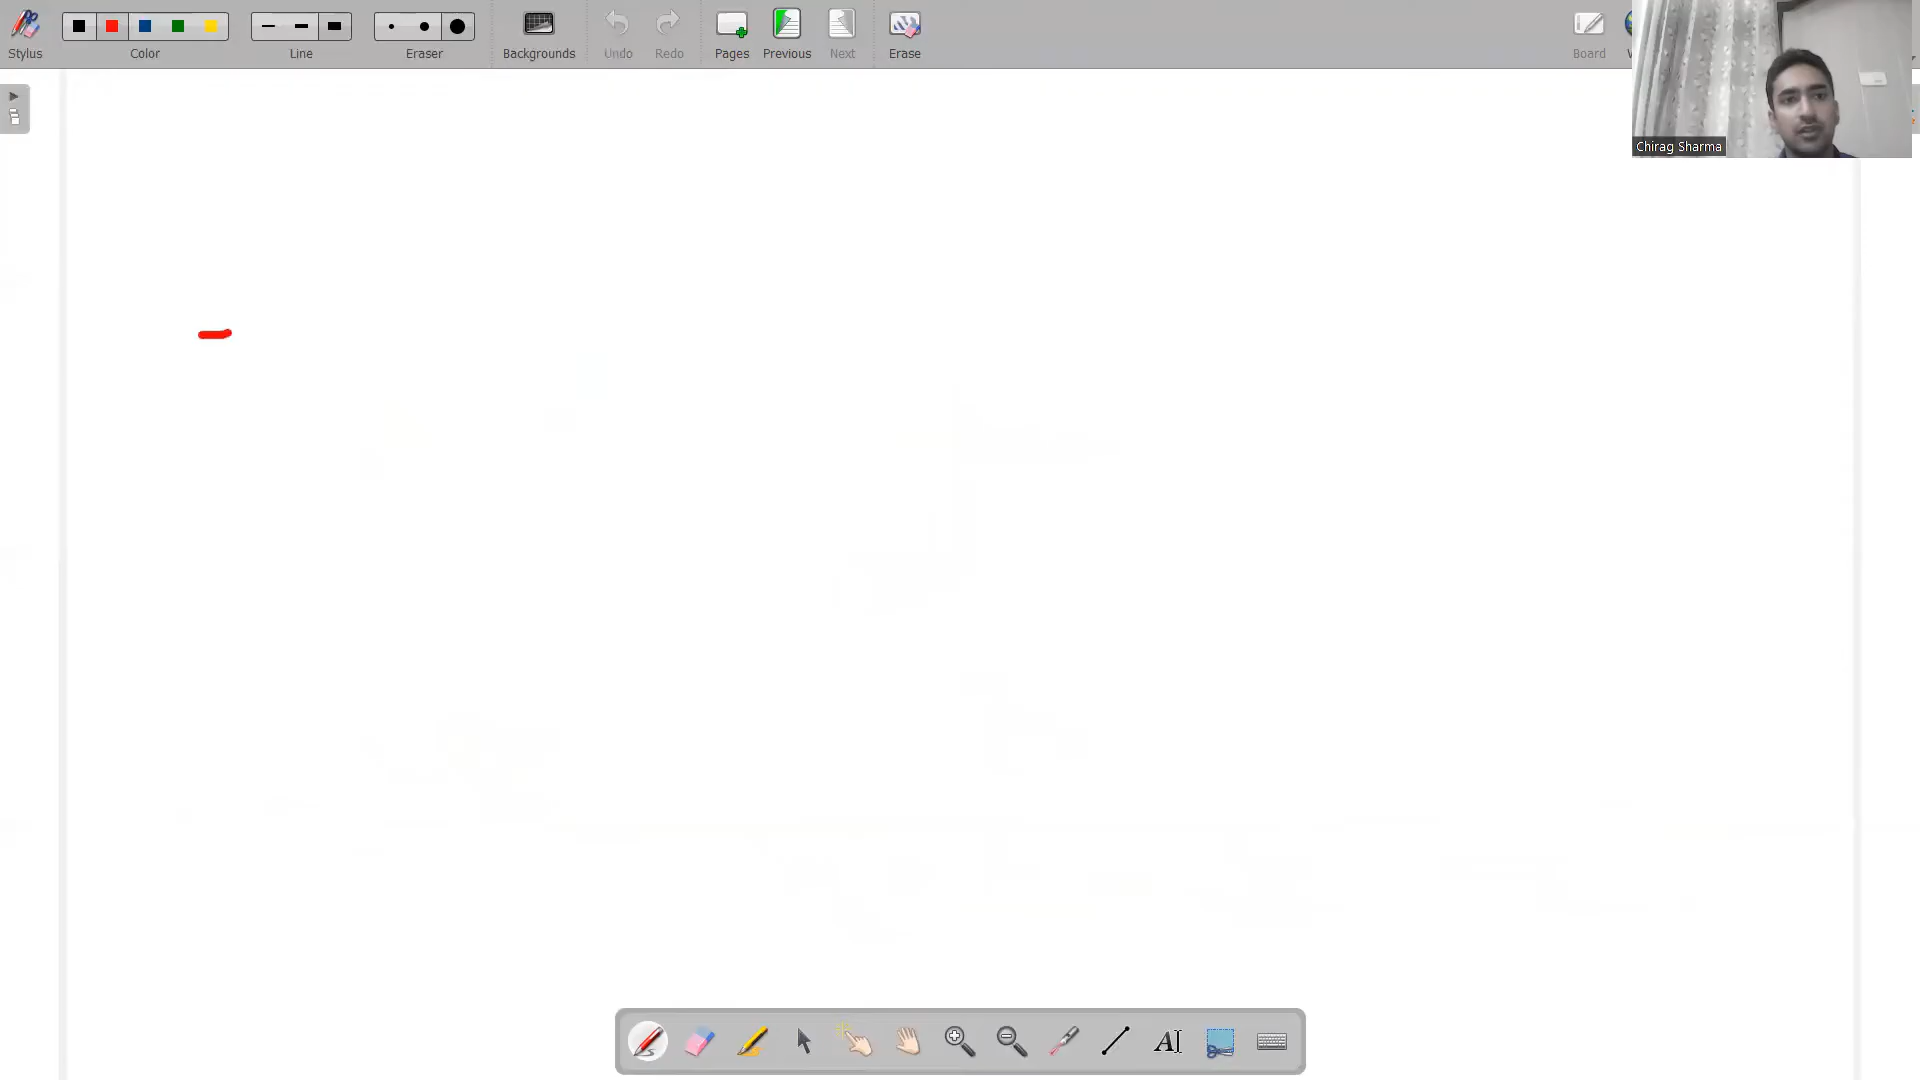 Stylus
Color
Line
Eraser
Backgrounds
Undo
Redo
Pages
Previous
Next
Erase
Board
Chirag Sharma
A